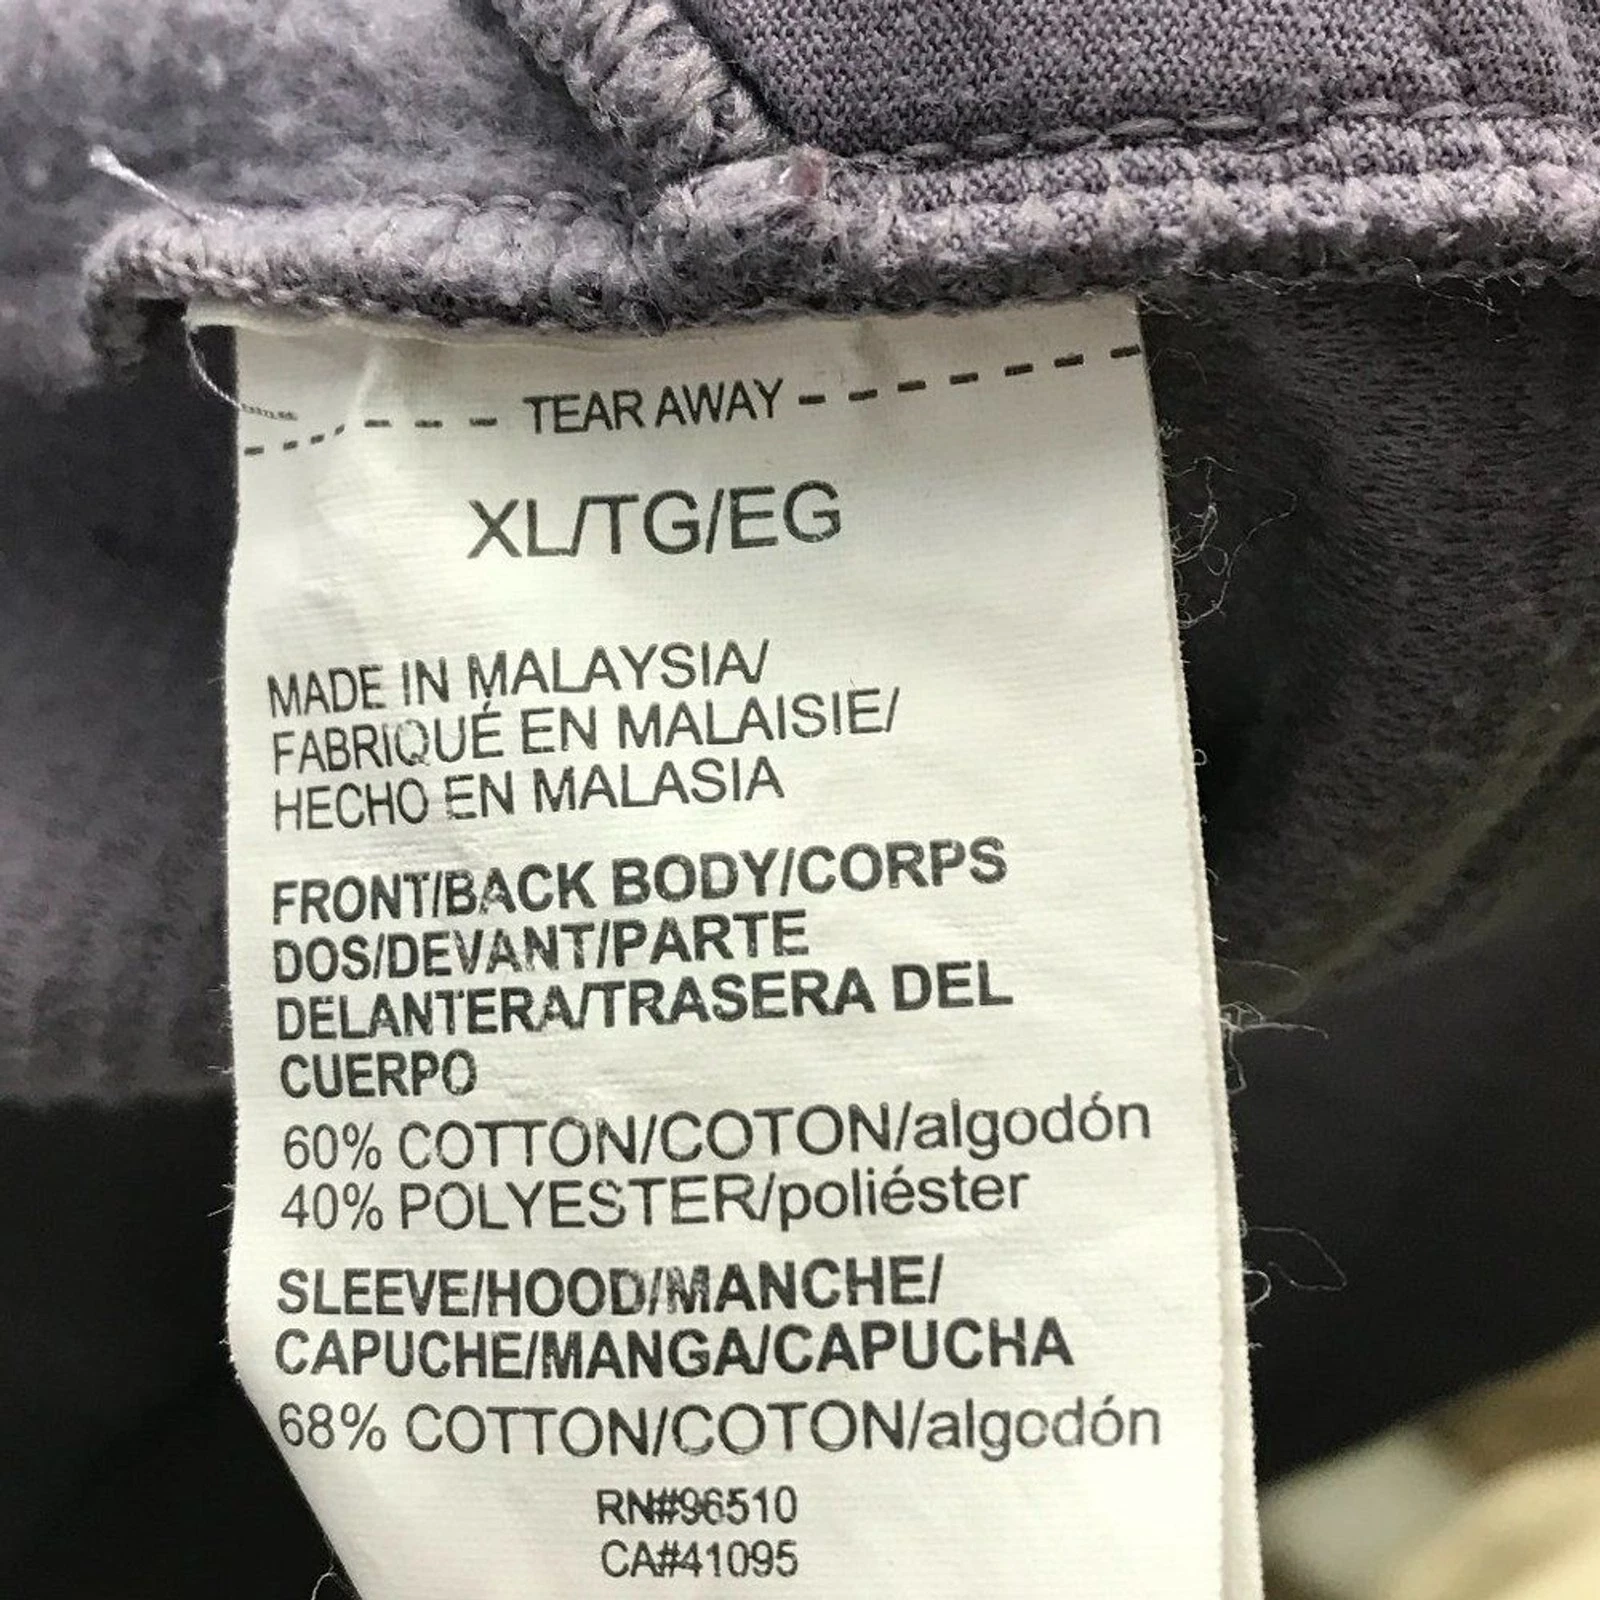 TEAR AWAY
XL/TG/EG
MADE IN MALAYSIA/
FABRIQUÉ EN MALAISIE/
HECHO EN MALASIA
FRONT/BACK BODY/CORPS
DOS/DEVANT/PARTE
DELANTERA/TRASERA DEL
CUERPO
60% COTTON/COTON/algodón
40% POLYESTER/poliéster
SLEEVE/HOOD/MANCHE/
CAPUCHE/MANGA/CAPUCHA
68% COTTON/COTON/algodón
RN#96510
CA#41095